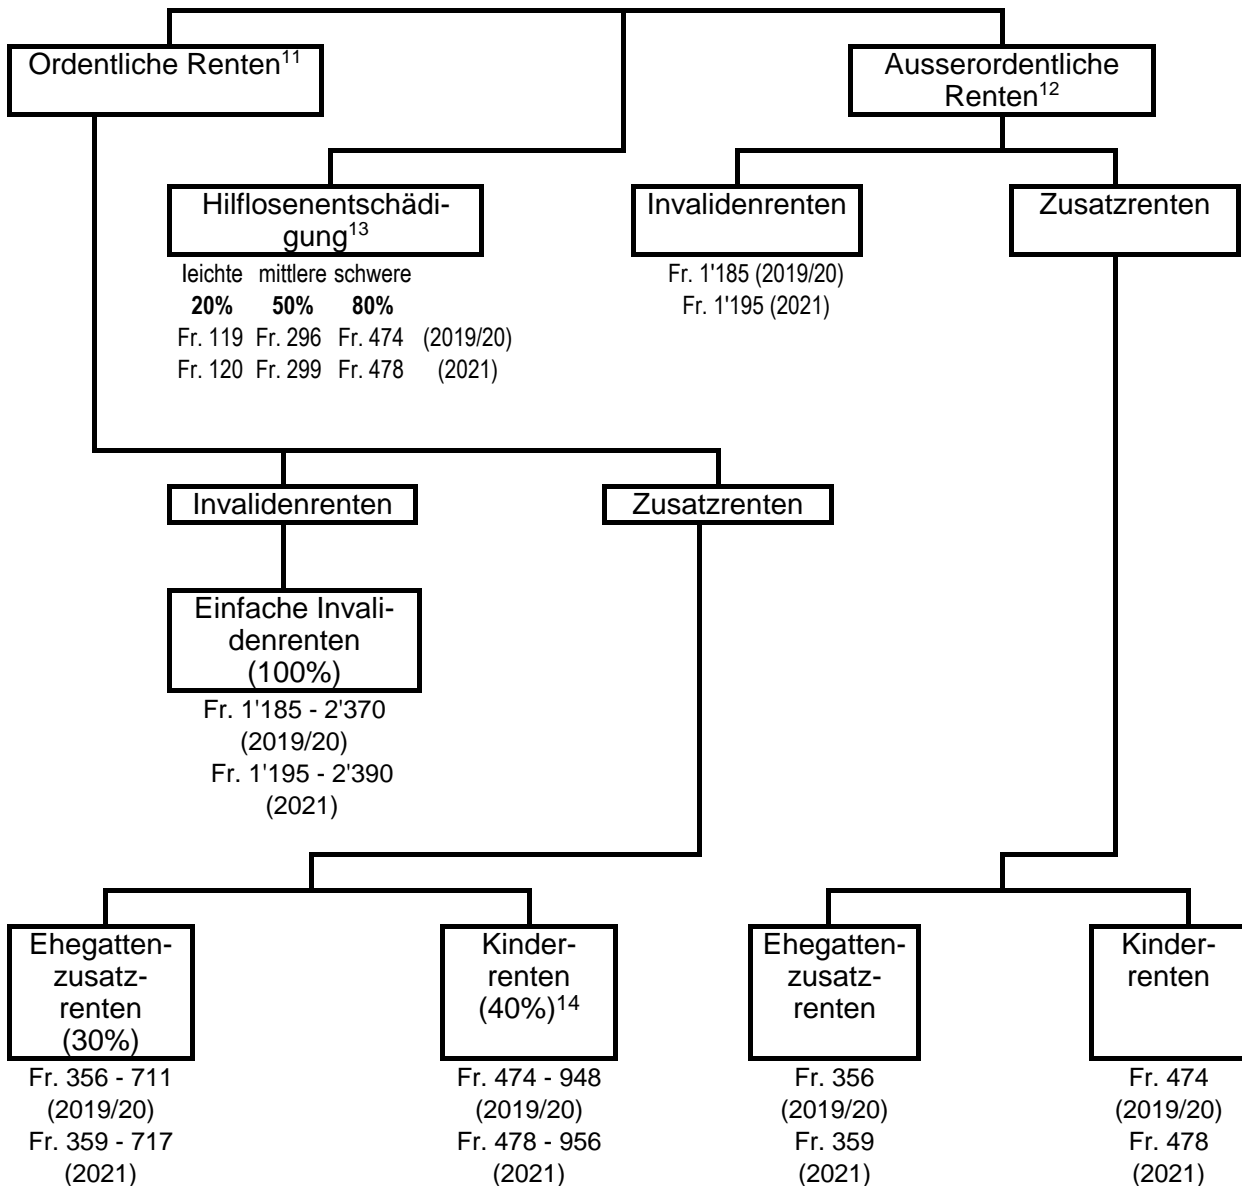 Ordentliche Renten11
Ausserordentliche
Renten12
Hilflosenentschädi-
gung13
leichte mittlere schwere
20% 50% 80%
Fr. 119 Fr. 296 Fr. 474 (2019/20)
Fr. 120 Fr. 299 Fr. 478 (2021)
Invalidenrenten
Fr. 1'185 (2019/20)
Fr. 1'195 (2021)
Zusatzrenten
Invalidenrenten
Zusatzrenten
Einfache Invali-
denrenten
(100%)
Fr. 1'185 - 2'370
(2019/20)
Fr. 1'195 - 2'390
(2021)
Ehegatten-
zusatz-
renten
(30%)
Fr. 356 - 711
(2019/20)
Fr. 359 - 717
(2021)
Kinder-
renten
(40%)14
Fr. 474 - 948
(2019/20)
Fr. 478 - 956
(2021)
Ehegatten-
zusatz-
renten
Fr. 356
(2019/20)
Fr. 359
(2021)
Kinder-
renten
Fr. 474
(2019/20)
Fr. 478
(2021)